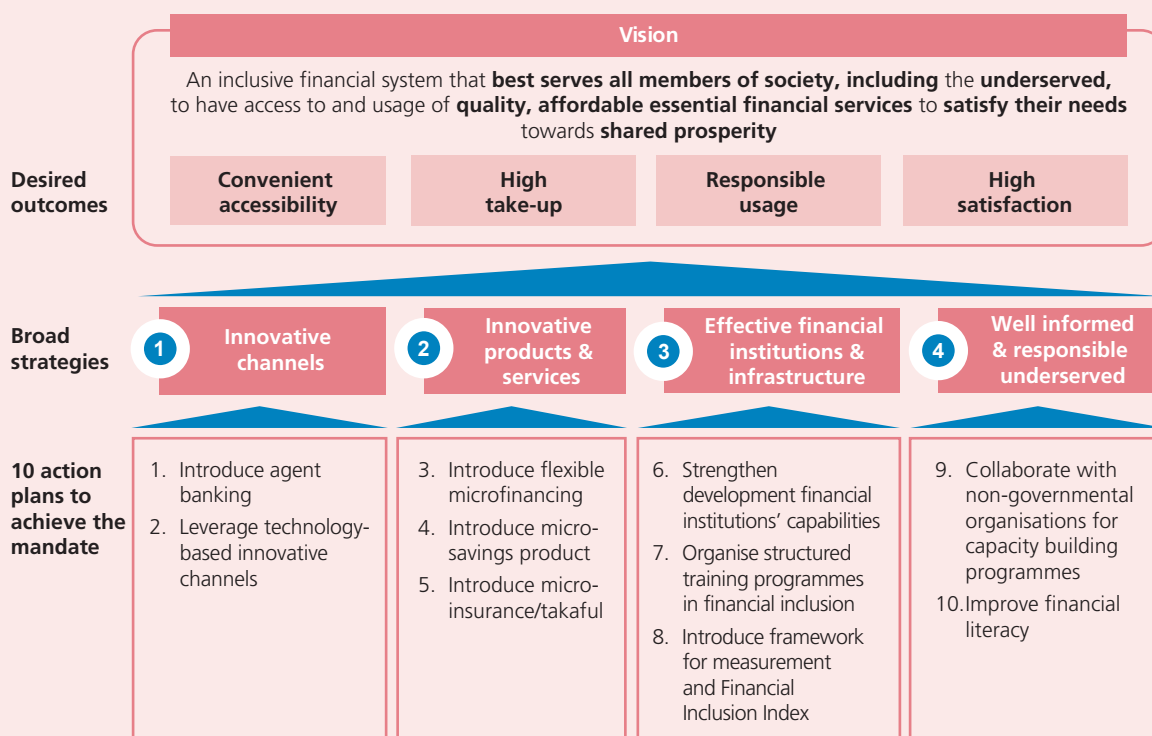 Vision
An inclusive financial system that best serves all members of society, including the underserved,
to have access to and usage of quality, affordable essential financial services to satisfy their needs
towards shared prosperity
Desired
outcomes
Convenient
accessibility
High
take-up
Responsible
usage
High
satisfaction
Broad
strategies
1
Innovative
channels
2
Innovative
products &
services
3
Effective financial
institutions &
infrastructure
4
Well informed
& responsible
underserved
10 action
plans to
achieve the
mandate
1. Introduce agent
banking
2. Leverage technology-
based innovative
channels
3. Introduce flexible
microfinancing
4. Introduce micro-
savings product
5. Introduce micro-
insurance/takaful
6. Strengthen
development financial
institutions' capabilities
7. Organise structured
training programmes
in financial inclusion
8. Introduce framework
for measurement
and Financial
Inclusion Index
9. Collaborate with
non-governmental
organisations for
capacity building
programmes
10.Improve financial
literacy